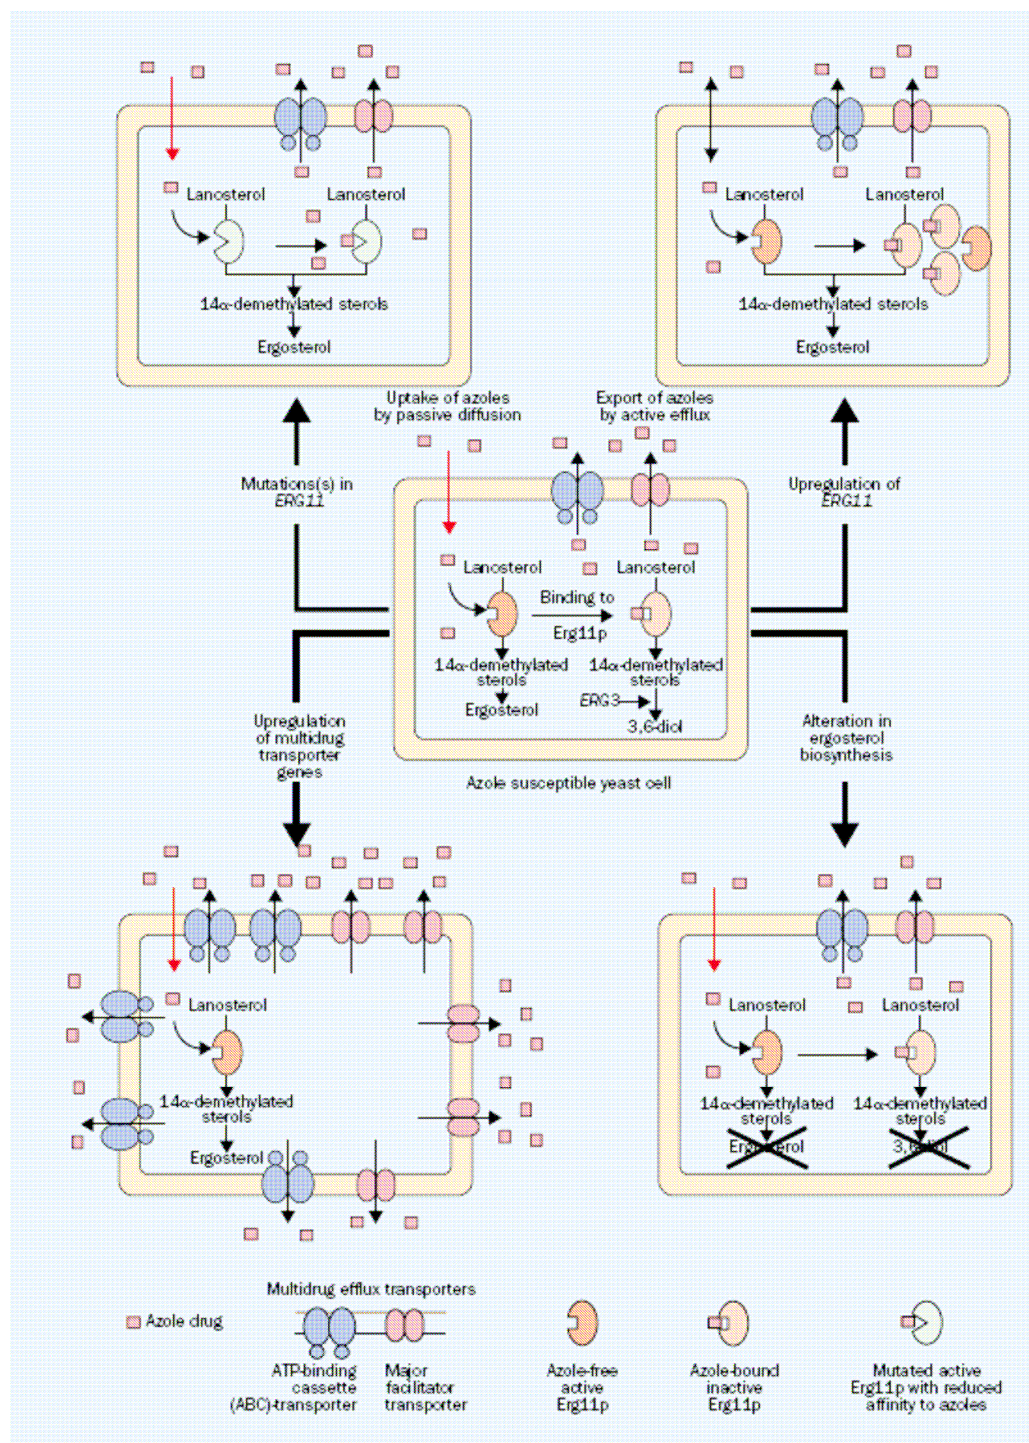 Lanosterol
Lanosterol
14α-demethylated sterols
Ergosterol
Lanosterol
Lanosterol
14α-demethylated sterols
Ergosterol
Uptake of azoles
by passive diffusion
Export of azoles
by active efflux
Mutations(s) in
ERG11
Upregulation of
ERG11
Lanosterol
Lanosterol
Binding to
Erg11p
14α-demethylated
sterols
Ergosterol
14α-demethylated
sterols
ERG3
3,6-diol
Azole susceptible yeast cell
Upregulation
of multidrug
transporter
genes
Alteration in
ergosterol
biosynthesis
Lanosterol
14α-demethylated
sterols
Ergosterol
Lanosterol
Lanosterol
14α-demethylated
sterols
Ergosterol
14α-demethylated
sterols
3,6-diol
Multidrug efflux transporters
Azole drug
ATP-binding
cassette
(ABC)-transporter
Major
facilitator
transporter
Azole-free
active
Erg11p
Azole-bound
inactive
Erg11p
Mutated active
Erg11p with reduced
affinity to azoles